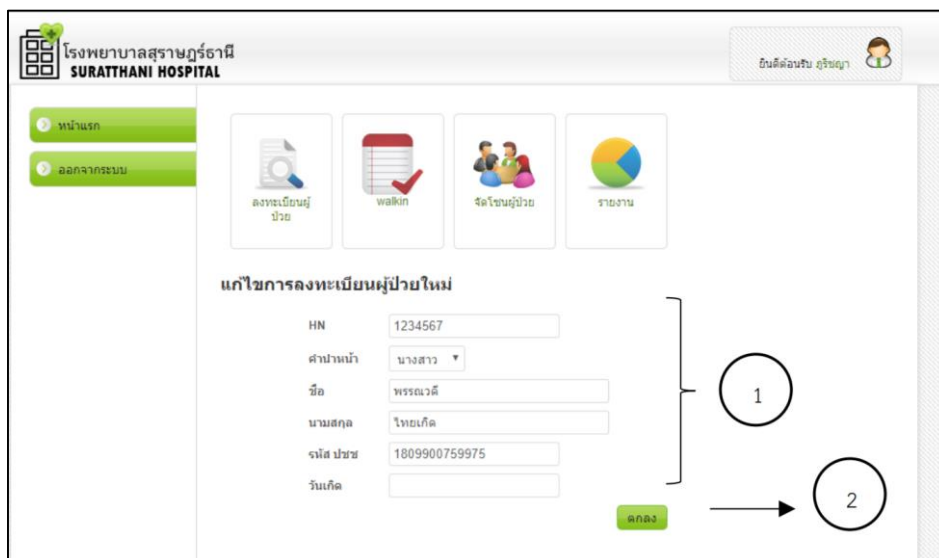 โรงพยาบาลสุราษฎร์ธานี
SURATTHANI HOSPITAL
ยินดีต้อนรับ ภูริชญา
หน้าแรก
ออกจากระบบ
ลงทะเบียนผู้
ป่วย
walkin
จัดโซนผู้ป่วย
รายงาน
แก้ไขการลงทะเบียนผู้ป่วยใหม่
HN 1234567
คำนำหน้า นางสาว
ชื่อ พรรณวดี
นามสกุล ไทยเกิด
รหัส ปชช 1809900759975
วันเกิด
ตกลง
1
2